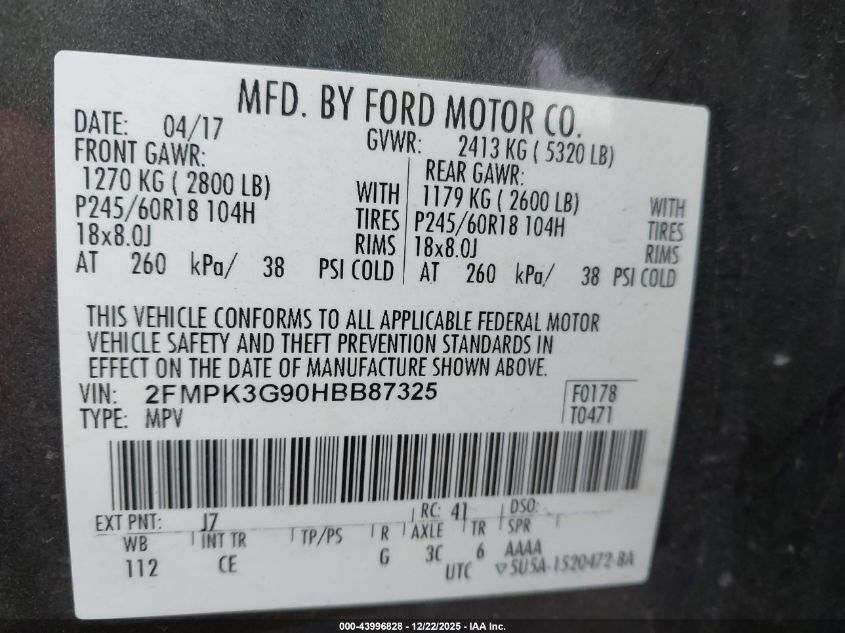 MFD. BY FORD MOTOR CO.
DATE: 04/17 GVWR: 2413 KG ( 5320 LB)
FRONT GAWR: REAR GAWR:
1270 KG ( 2800 LB) WITH 1179 KG ( 2600 LB) WITH
P245/60R18 104H TIRES P245/60R18 104H TIRES
18x8.0J RIMS 18x8.0J RIMS
AT 260 kPa/ 38 PSI COLD AT 260 kPa/ 38 PSI COLD
THIS VEHICLE CONFORMS TO ALL APPLICABLE FEDERAL MOTOR
VEHICLE SAFETY AND THEFT PREVENTION STANDARDS IN
EFFECT ON THE DATE OF MANUFACTURE SHOWN ABOVE.
VIN: 2FMPK3G90HBB87325 F0178
TYPE: MPV T0471
EXT PNT: J7 RC: 41 DSO:
WB INT TR TP/PS R AXLE TR SPR
112 CE G 3C 6 AAAA
UTC ▽5U5A-1520472-BA
000-43996828 - 12/22/2025 - IAA Inc.